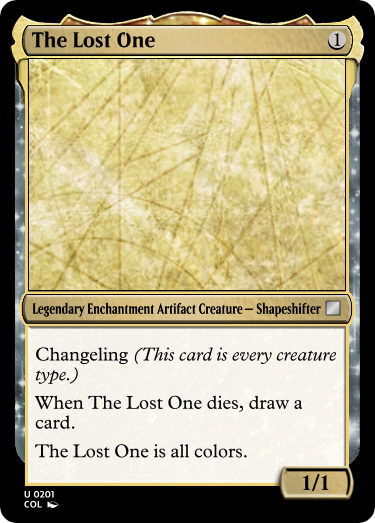 The Lost One
1
Legendary Enchantment Artifact Creature — Shapeshifter
Changeling (This card is every creature
type.)
When The Lost One dies, draw a
card.
The Lost One is all colors.
1/1
U 0201
COL